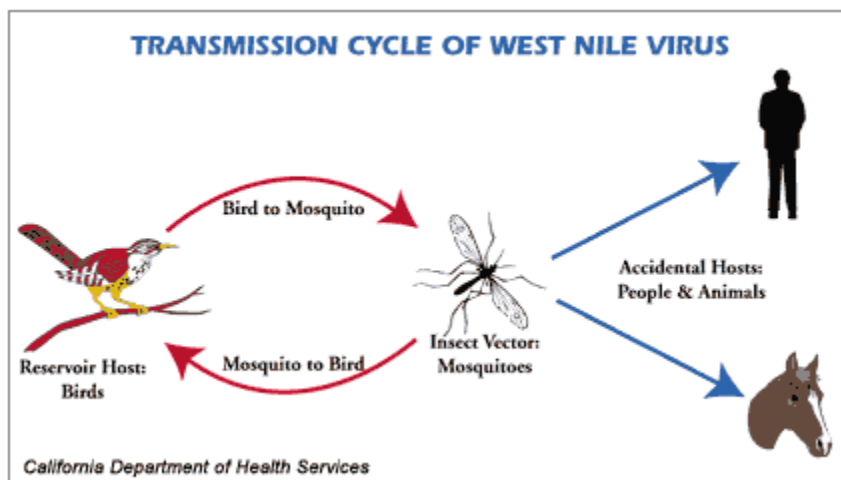 TRANSMISSION CYCLE OF WEST NILE VIRUS
Bird to Mosquito
Accidental Hosts:
People & Animals
Insect Vector:
Mosquitoes
Mosquito to Bird
Reservoir Host:
Birds
California Department of Health Services